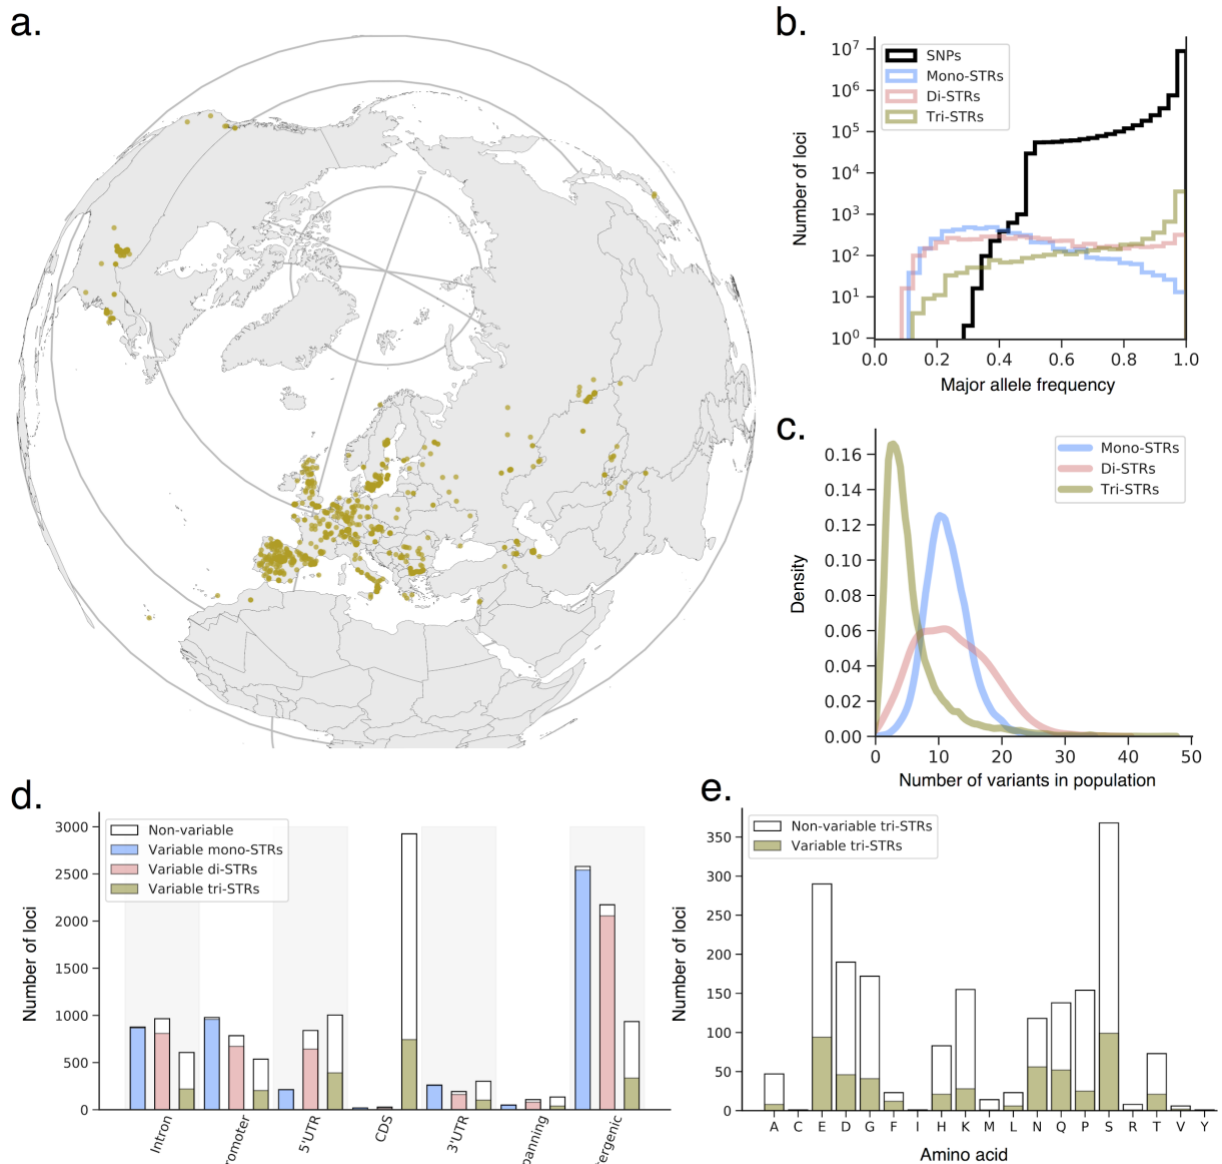 a.
b.
10⁷
10⁶
10⁵
10⁴
10³
10²
10¹
10⁰
Number of loci
SNPs
Mono-STRs
Di-STRs
Tri-STRs
0.0 0.2 0.4 0.6 0.8 1.0
Major allele frequency
c.
0.16
0.14
0.12
0.10
0.08
0.06
0.04
0.02
0.00
Density
Mono-STRs
Di-STRs
Tri-STRs
0 10 20 30 40 50
Number of variants in population
d.
3000
2500
2000
1500
1000
500
0
Number of loci
Non-variable
Variable mono-STRs
Variable di-STRs
Variable tri-STRs
Intron
romoter
5'UTR
CDS
3'UTR
panning
tergenic
e.
350
300
250
200
150
100
50
0
Number of loci
Non-variable tri-STRs
Variable tri-STRs
A C E D G F I H K M L N Q P S R T V Y
Amino acid